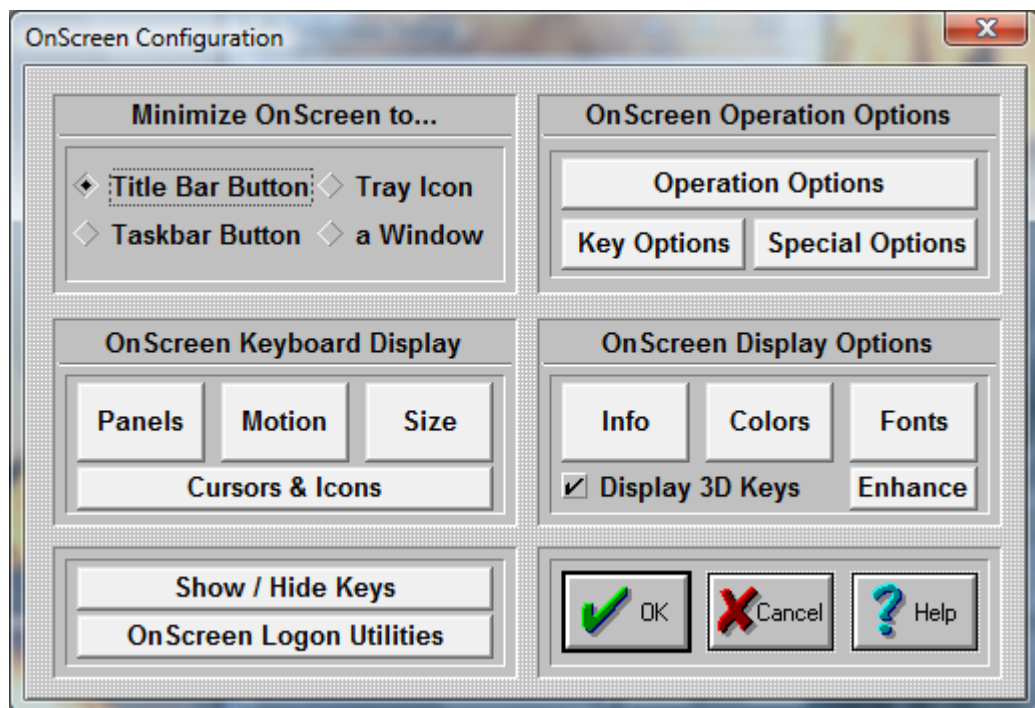 OnScreen Configuration
Minimize OnScreen to...
Title Bar Button
Tray Icon
Taskbar Button
a Window
OnScreen Operation Options
Operation Options
Key Options
Special Options
OnScreen Keyboard Display
Panels
Motion
Size
Cursors & Icons
OnScreen Display Options
Info
Colors
Fonts
Display 3D Keys
Enhance
Show / Hide Keys
OnScreen Logon Utilities
OK
Cancel
Help